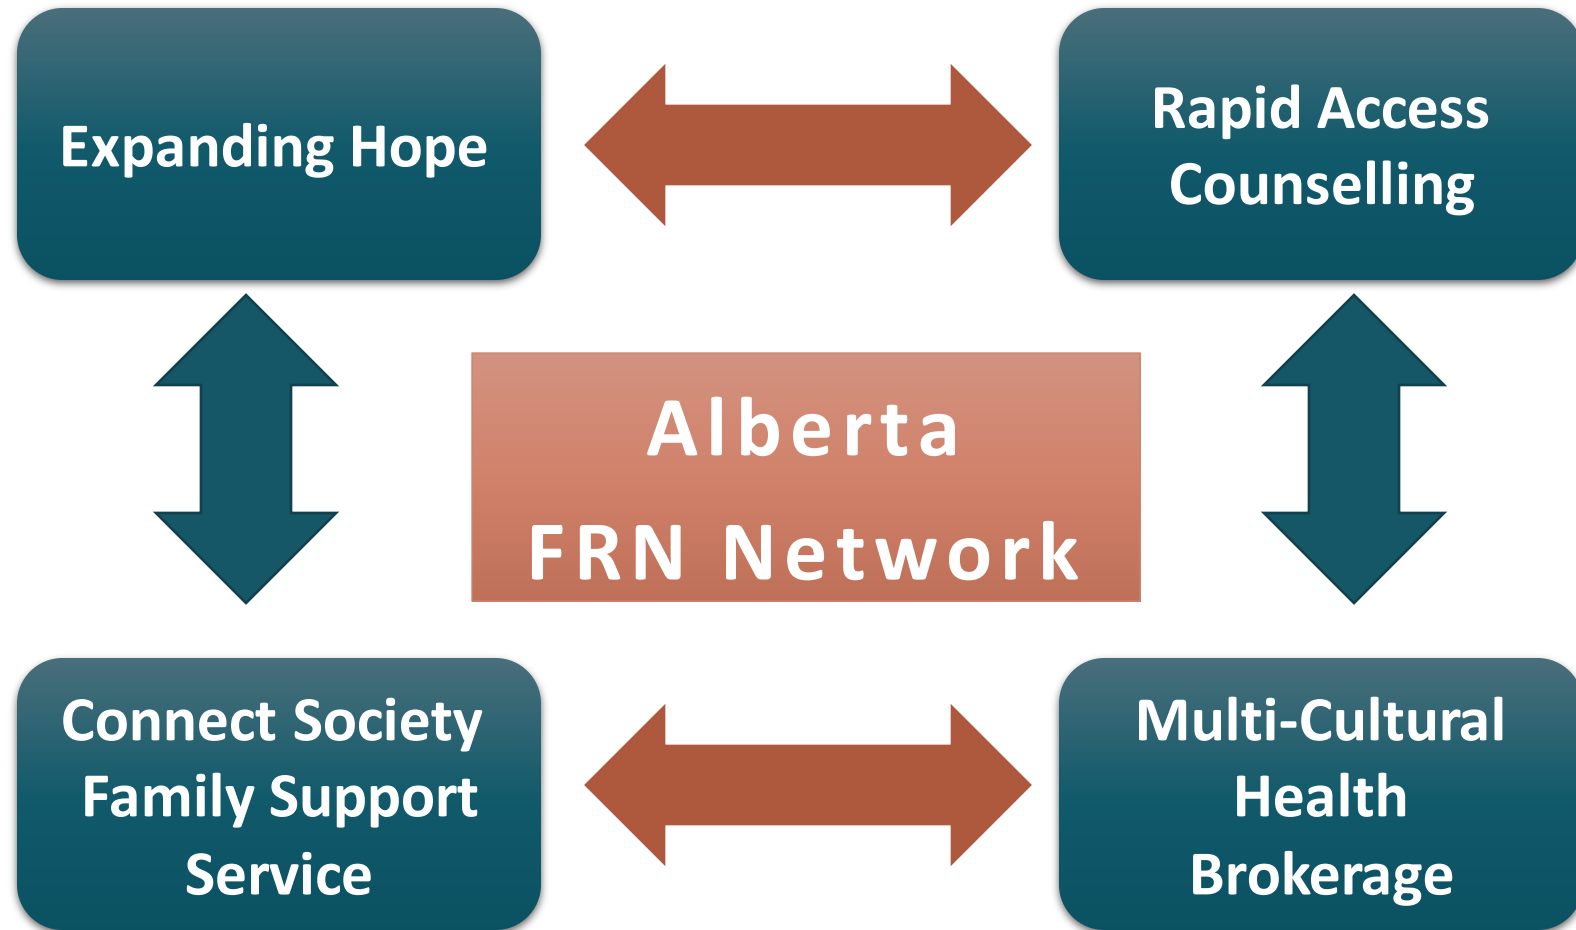 Expanding Hope
Rapid Access
Counselling
Alberta
FRN Network
Connect Society
Family Support
Service
Multi-Cultural
Health
Brokerage